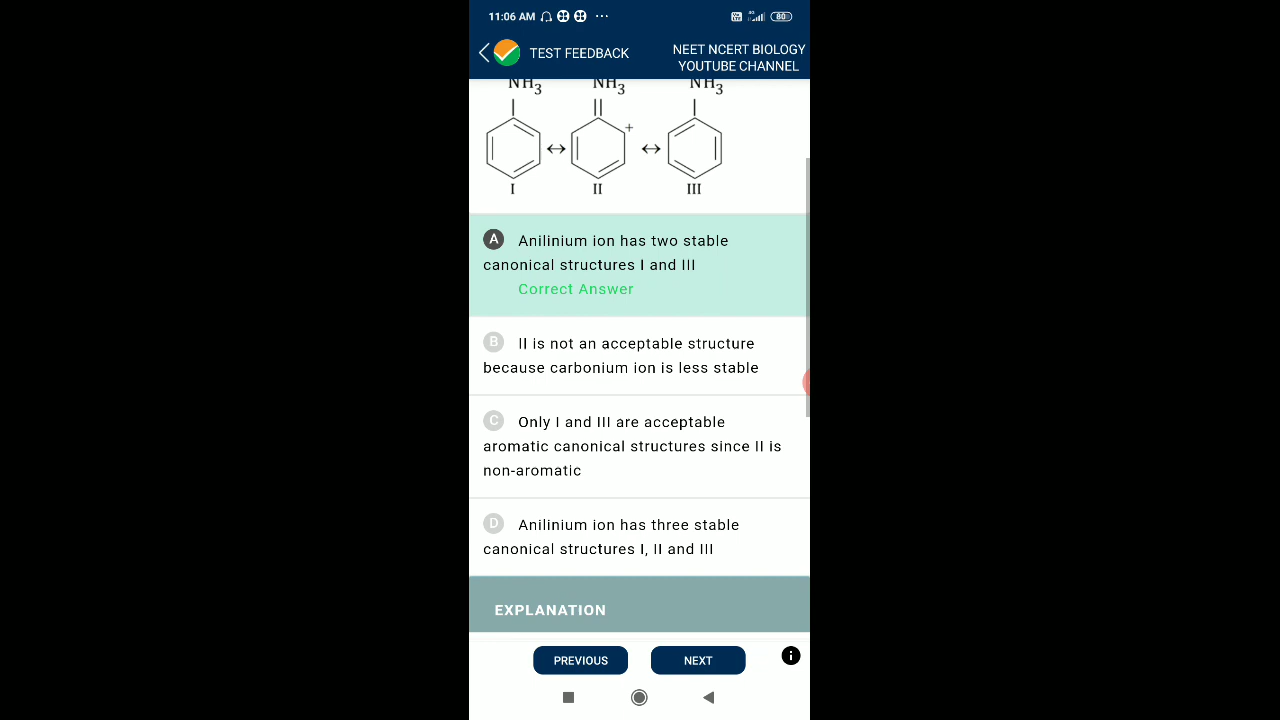 11:06 AM ... 4G 80
TEST FEEDBACK
NEET NCERT BIOLOGY
YOUTUBE CHANNEL
NH3 NH3 NH3
+
I II III
A Anilinium ion has two stable
canonical structures I and III
Correct Answer
B II is not an acceptable structure
because carbonium ion is less stable
C Only I and III are acceptable
aromatic canonical structures since II is
non-aromatic
D Anilinium ion has three stable
canonical structures I, II and III
EXPLANATION
PREVIOUS NEXT i